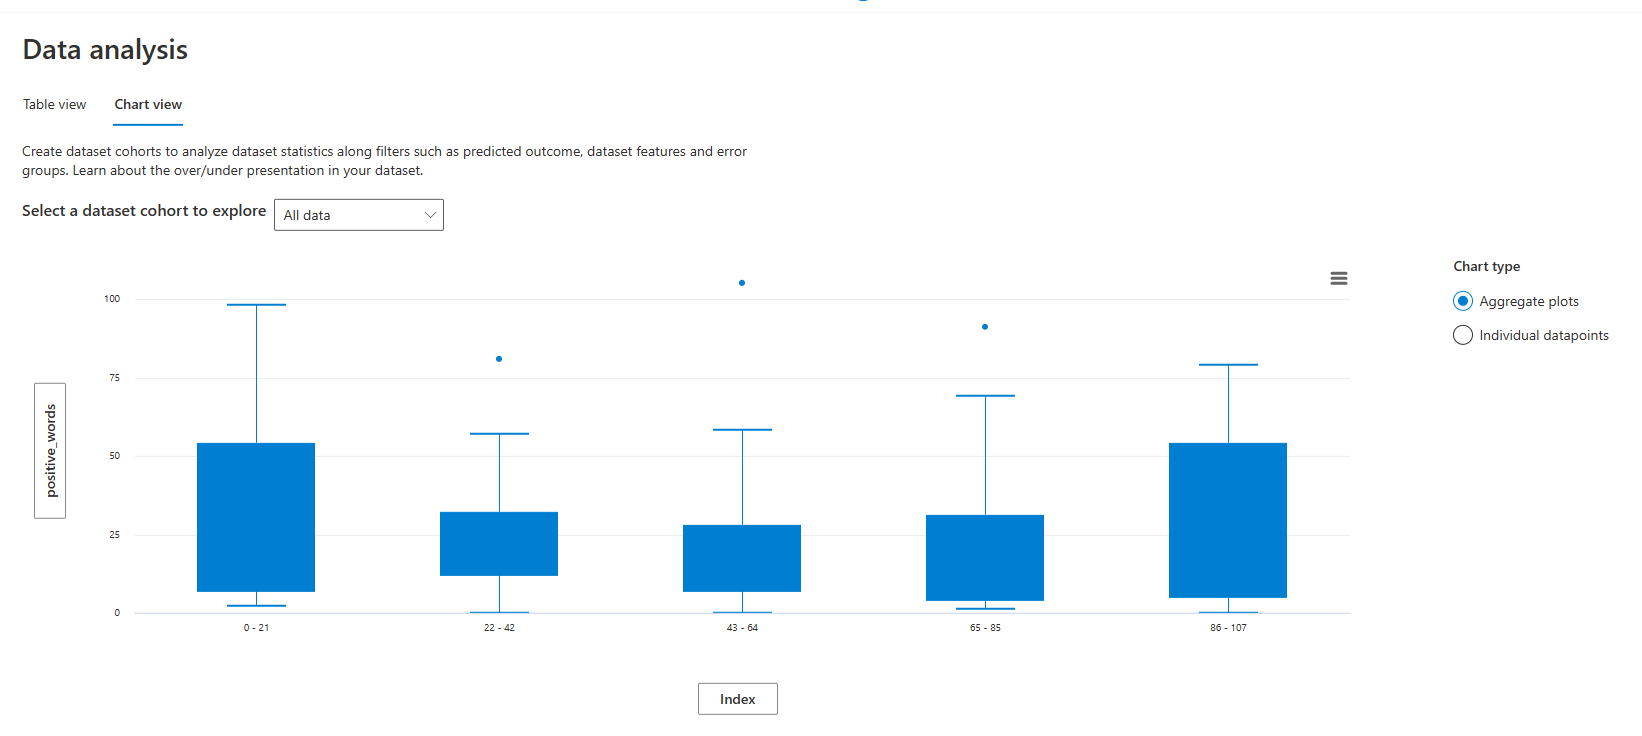 Data analysis
Table view
Chart view
Create dataset cohorts to analyze dataset statistics along filters such as predicted outcome, dataset features and error
groups. Learn about the over/under presentation in your dataset.
Select a dataset cohort to explore
All data
Chart type
Aggregate plots
Individual datapoints
positive_words
100
75
50
25
0
0 - 21
22 - 42
43 - 64
65 - 85
86 - 107
Index